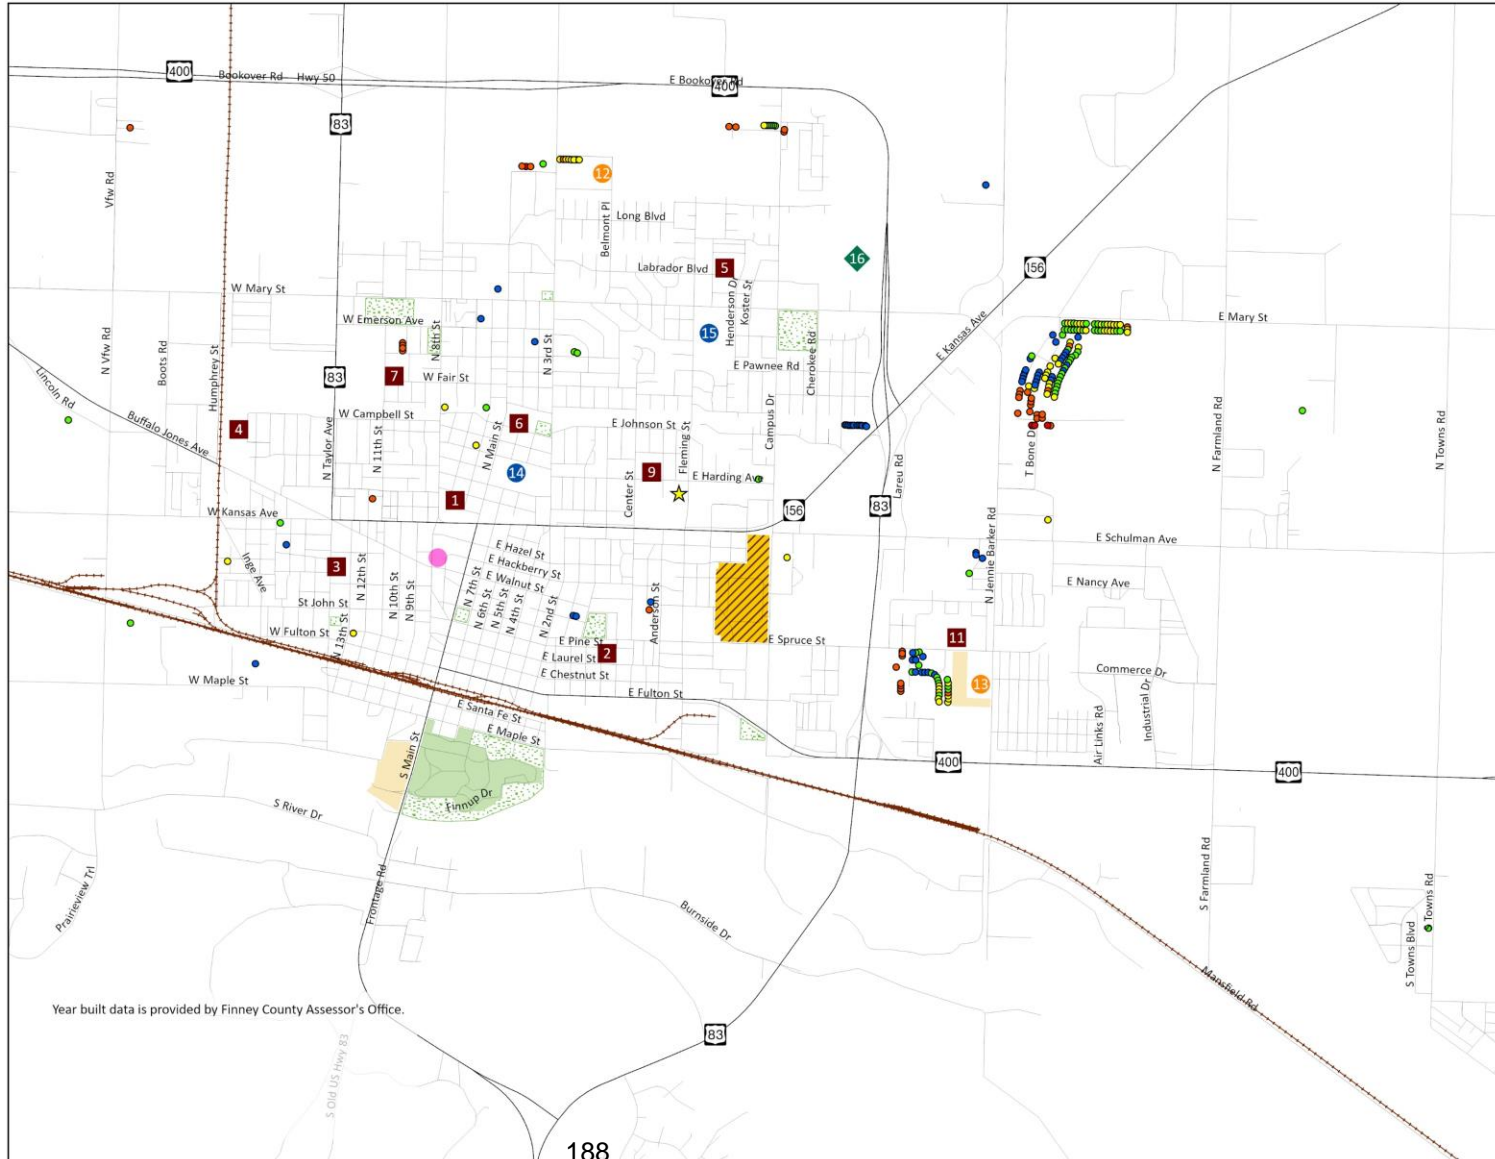 400
Bookover Rd
Hwy 50
E Bookover Rd
400
83
12
Vfw Rd
Belmont Pl
Long Blvd
16
Labrador Blvd
5
156
W Mary St
Henderson Dr
Koster St
E Mary St
W Emerson Ave
N 8th St
N 3rd St
15
E Kansas Ave
N Vfw Rd
Boots Rd
Humphrey St
E Pawnee Rd
Cherokee Rd
83
7
W Fair St
Lincoln Rd
Buffalo Jones Ave
W Campbell St
6
E Johnson St
Campus Dr
4
N Taylor Ave
N 11th St
N Main St
Fleming St
T Bone Dr
N Farmland Rd
N Towns Rd
14
9
E Harding Ave
Lareu Rd
1
Center St
156
83
W Kansas Ave
E Schulman Ave
N Jennie Barker Rd
Inge Ave
3
N 12th St
E Hazel St
E Hackberry St
E Walnut St
E Nancy Ave
N 10th St
N 9th St
N 7th St
N 6th St
N 5th St
N 4th St
N 2nd St
Anderson St
St John St
N 13th St
W Fulton St
E Pine St
E Spruce St
11
2
E Laurel St
E Chestnut St
Commerce Dr
W Maple St
E Fulton St
13
E Santa Fe St
E Maple St
Air Links Rd
Industrial Dr
S Main St
400
400
Finnup Dr
S River Dr
Prairieview Trl
Frontage Rd
Burnside Dr
S Farmland Rd
S Towns Blvd
S Towns Rd
Mansfield Rd
Year built data is provided by Finney County Assessor's Office.
83
S Old US Hwy 83
188